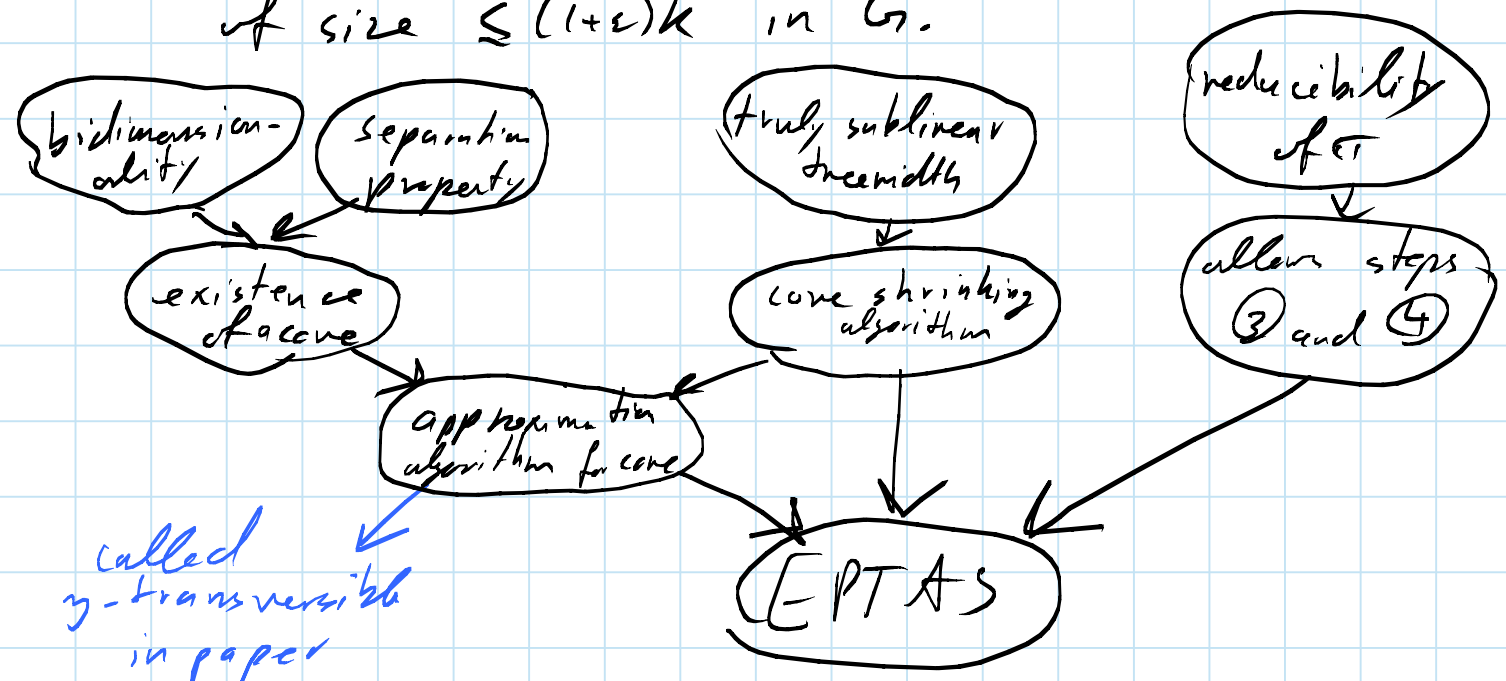 of size ≤ (1+ε)k in G.
bidimension-
ality
separation
property
truly sublinear
treewidth
reducibility
of π
existence
of a core
core shrinking
algorithm
allows steps
③ and ④
approximation
algorithm for core
called
η-transversible
in paper
EPTAS